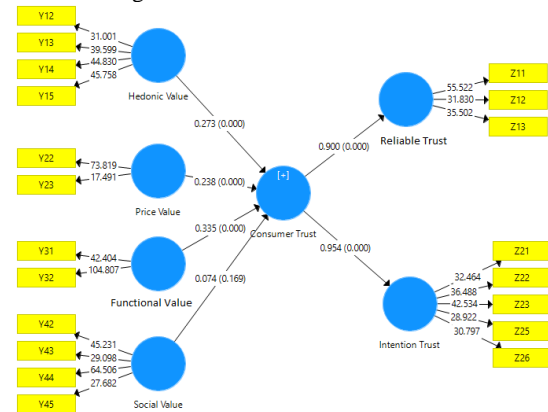 Y12
Y13
Y14
Y15
31.001
39.599
44.830
45.758
Hedonic Value
0.273 (0.000)
Y22
Y23
73.819
17.491
Price Value
0.238 (0.000)
Y31
Y32
42.404
104.807
Functional Value
0.335 (0.000)
Y42
Y43
Y44
Y45
45.231
29.098
64.506
27.682
Social Value
0.074 (0.169)
[+]
Consumer Trust
0.900 (0.000)
0.954 (0.000)
Reliable Trust
55.522
31.830
35.502
Z11
Z12
Z13
Intention Trust
32.464
36.488
42.534
28.922
30.797
Z21
Z22
Z23
Z25
Z26